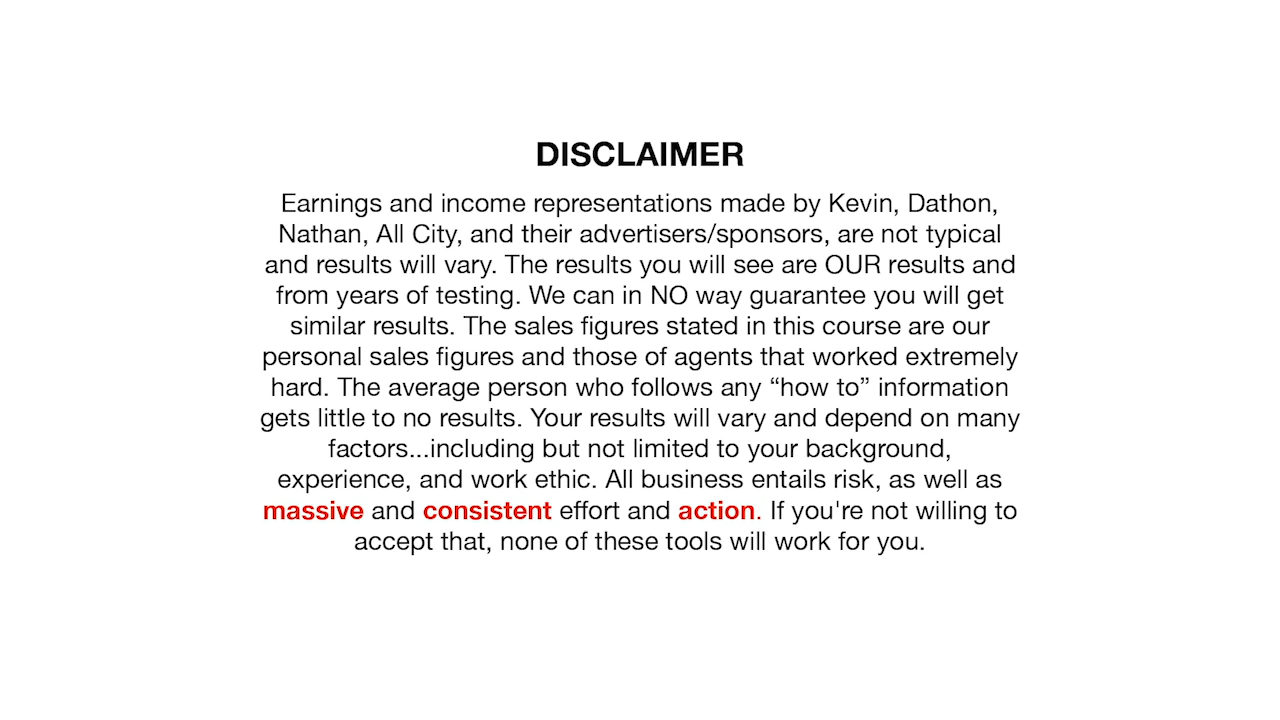 DISCLAIMER
Earnings and income representations made by Kevin, Dathon,
Nathan, All City, and their advertisers/sponsors, are not typical
and results will vary. The results you will see are OUR results and
from years of testing. We can in NO way guarantee you will get
similar results. The sales figures stated in this course are our
personal sales figures and those of agents that worked extremely
hard. The average person who follows any “how to” information
gets little to no results. Your results will vary and depend on many
factors...including but not limited to your background,
experience, and work ethic. All business entails risk, as well as
massive and consistent effort and action. If you're not willing to
accept that, none of these tools will work for you.